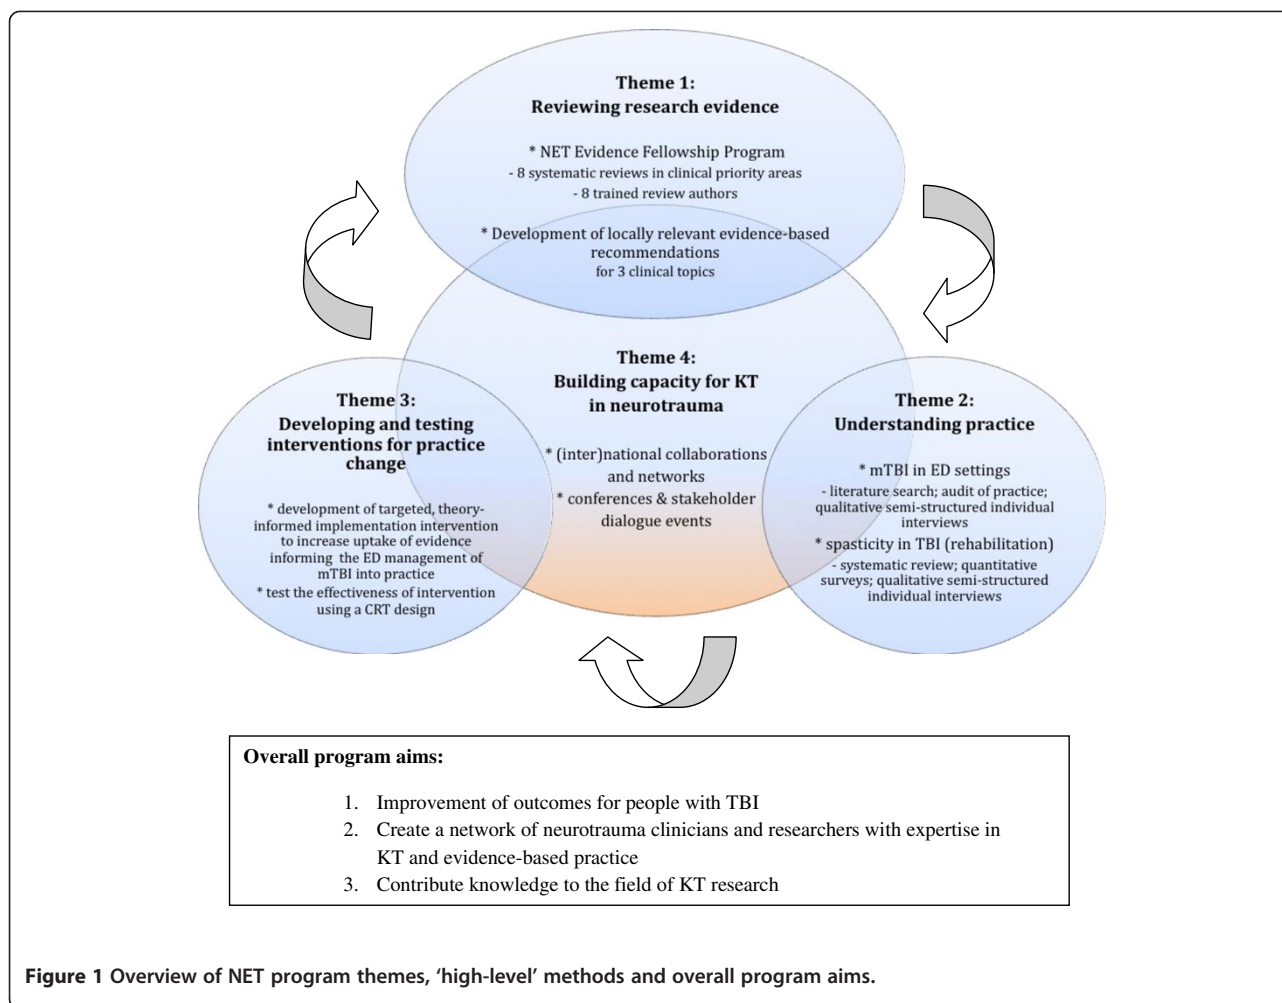 Theme 1:
Reviewing research evidence
* NET Evidence Fellowship Program
- 8 systematic reviews in clinical priority areas
- 8 trained review authors
* Development of locally relevant evidence-based
recommendations
for 3 clinical topics
Theme 4:
Building capacity for KT
in neurotrauma
* (inter)national collaborations
and networks
* conferences & stakeholder
dialogue events
Theme 3:
Developing and testing
interventions for practice
change
* development of targeted, theory-
informed implementation intervention
to increase uptake of evidence
informing the ED management of
mTBI into practice
* test the effectiveness of intervention
using a CRT design
Theme 2:
Understanding practice
* mTBI in ED settings
- literature search; audit of practice;
qualitative semi-structured individual
interviews
* spasticity in TBI (rehabilitation)
- systematic review; quantitative
surveys; qualitative semi-structured
individual interviews
Overall program aims:
1. Improvement of outcomes for people with TBI
2. Create a network of neurotrauma clinicians and researchers with expertise in
KT and evidence-based practice
3. Contribute knowledge to the field of KT research
Figure 1 Overview of NET program themes, ‘high-level’ methods and overall program aims.